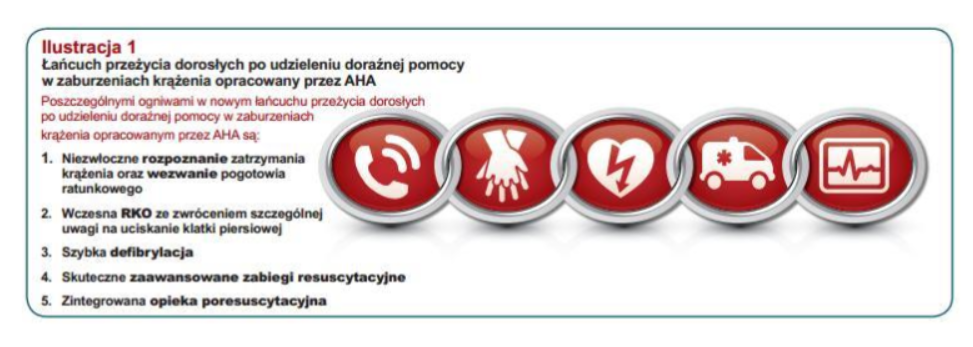 Ilustracja 1
Łańcuch przeżycia dorosłych po udzieleniu doraźnej pomocy
w zaburzeniach krążenia opracowany przez AHA
Poszczególnymi ogniwami w nowym łańcuchu przeżycia dorosłych
po udzieleniu doraźnej pomocy w zaburzeniach
krążenia opracowanym przez AHA są:
1. Niezwłoczne rozpoznanie zatrzymania
krążenia oraz wezwanie pogotowia
ratunkowego
2. Wczesna RKO ze zwróceniem szczególnej
uwagi na uciskanie klatki piersiowej
3. Szybka defibrylacja
4. Skuteczne zaawansowane zabiegi resuscytacyjne
5. Zintegrowana opieka poresuscytacyjna